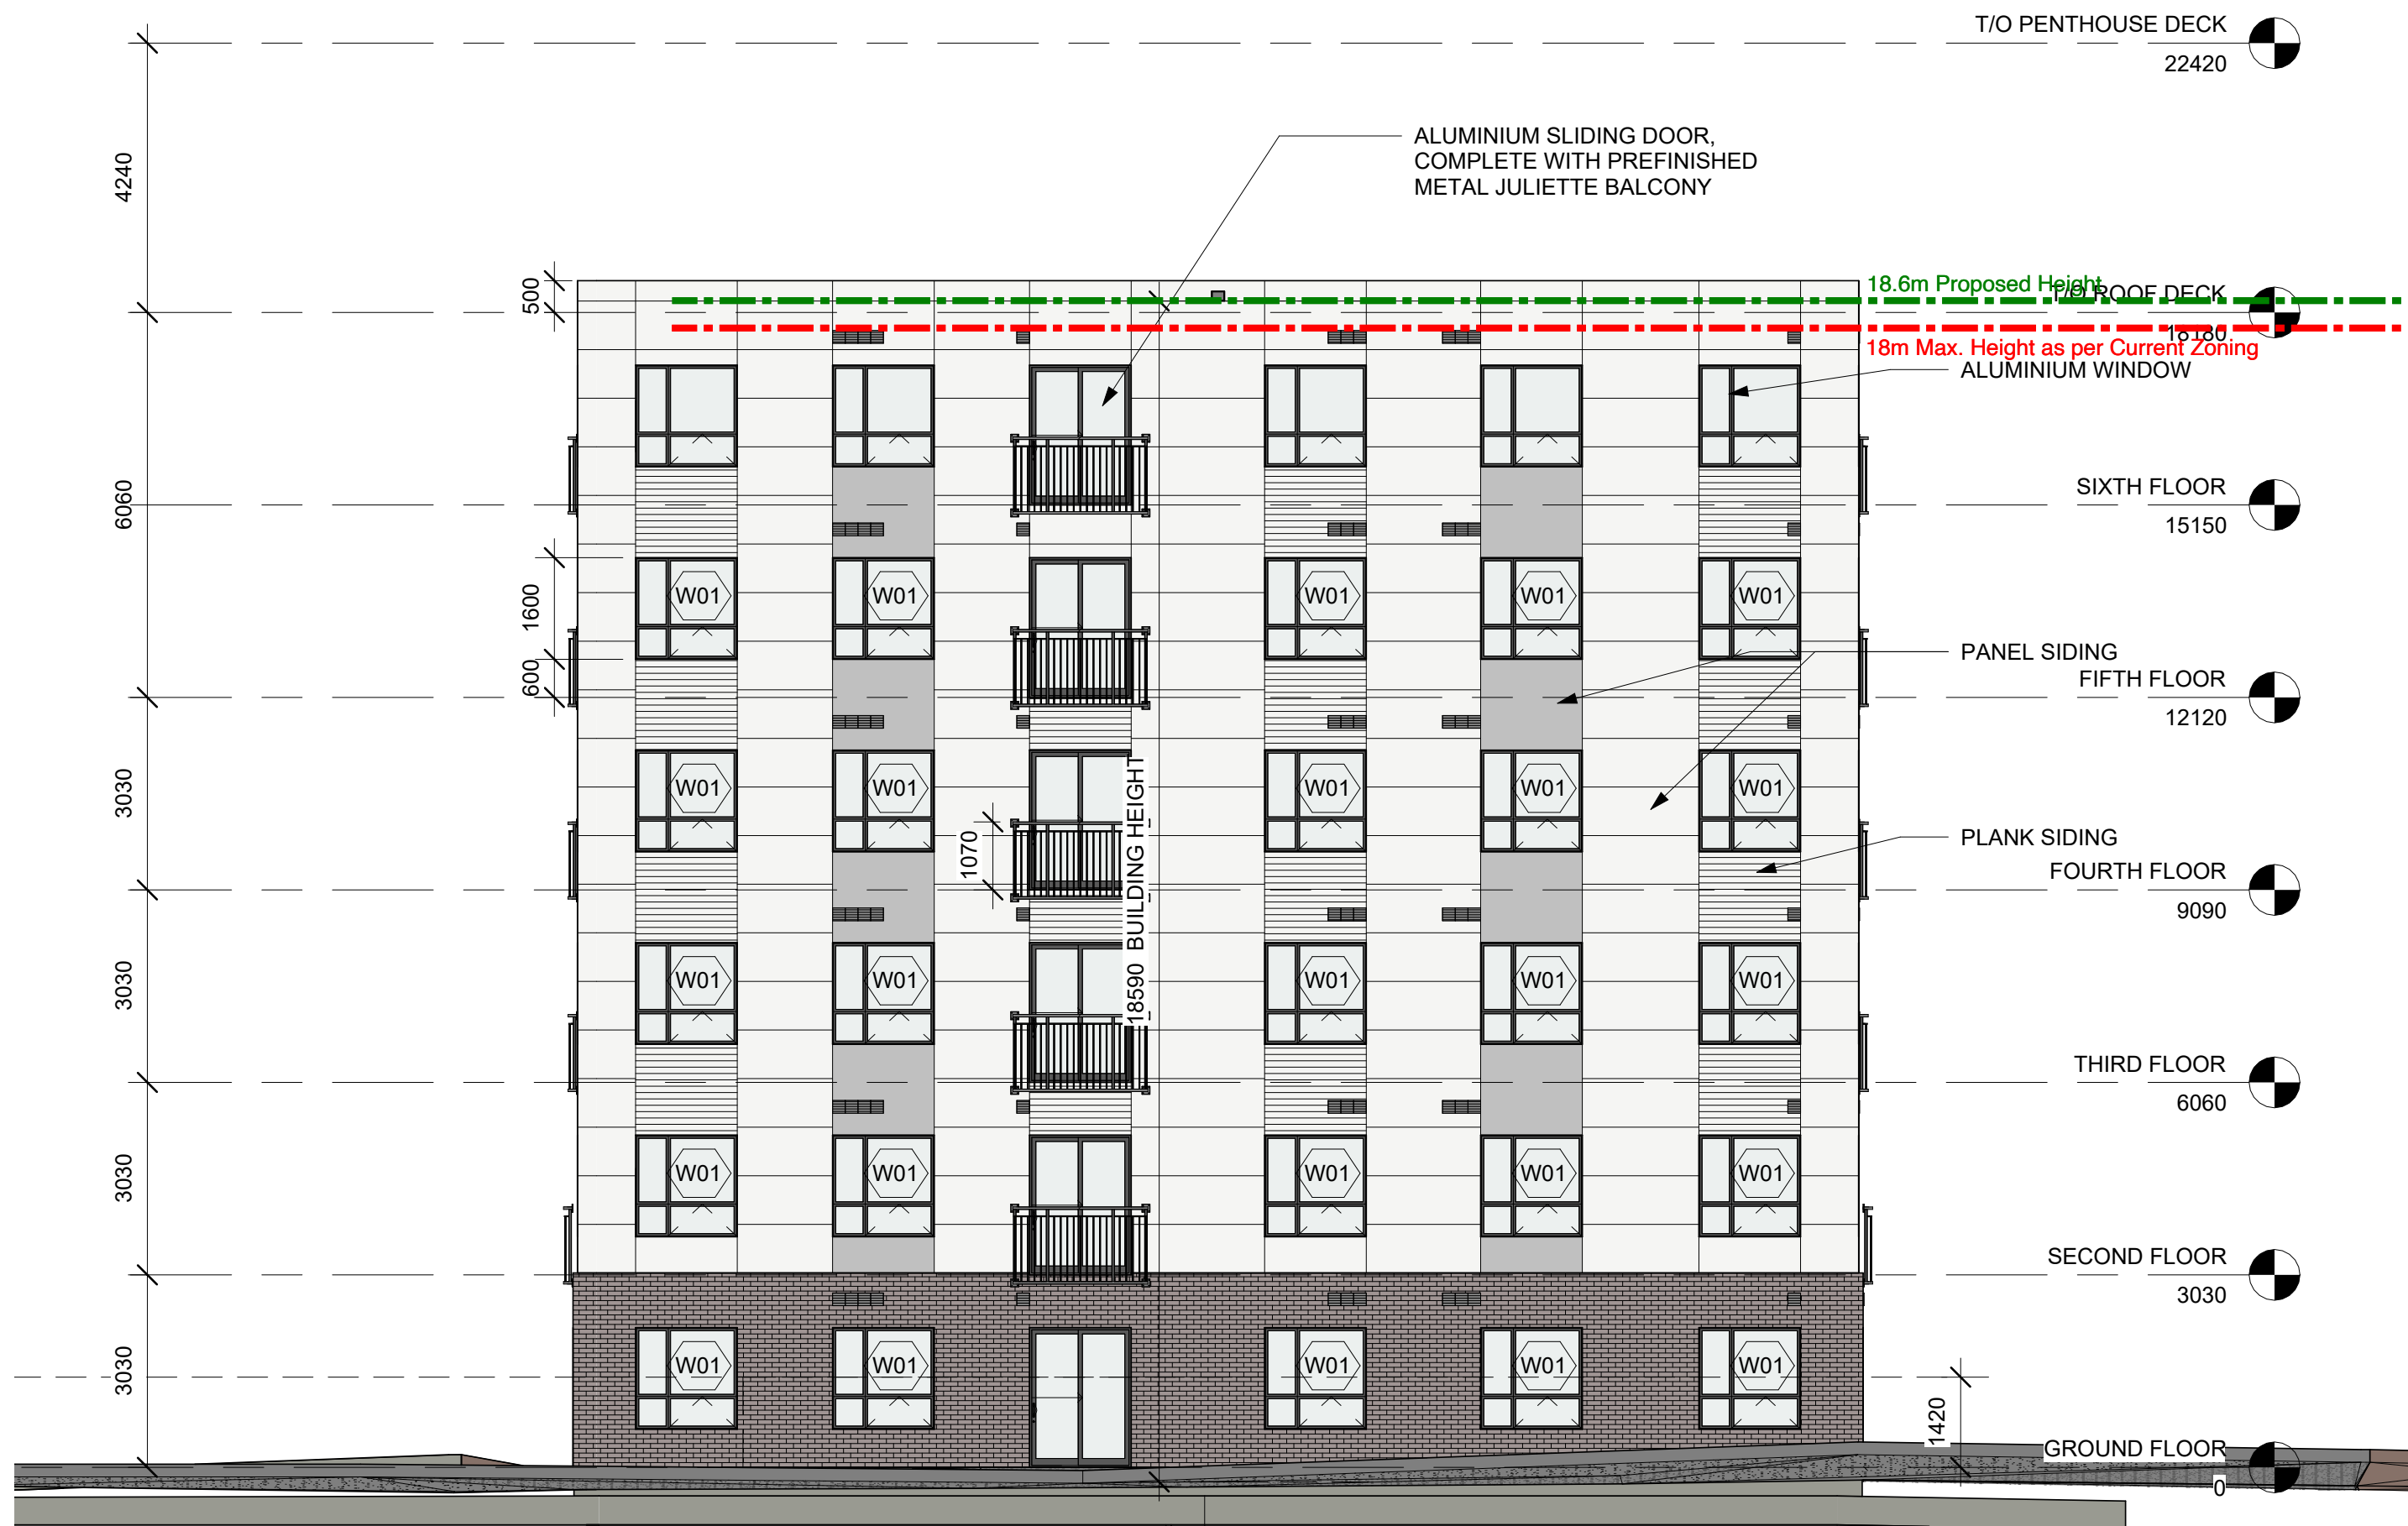 T/O PENTHOUSE DECK
22420
4240
ALUMINIUM SLIDING DOOR,
COMPLETE WITH PREFINISHED
METAL JULIETTE BALCONY
500
18.6m Proposed Height
T/O ROOF DECK
18180
18m Max. Height as per Current Zoning
ALUMINIUM WINDOW
6060
SIXTH FLOOR
15150
1600
W01 W01 W01 W01 W01
600
PANEL SIDING
FIFTH FLOOR
12120
3030
W01 W01 W01 W01 W01
1070
18590 BUILDING HEIGHT
PLANK SIDING
FOURTH FLOOR
9090
3030
W01 W01 W01 W01 W01
THIRD FLOOR
6060
3030
W01 W01 W01 W01 W01
SECOND FLOOR
3030
3030
W01 W01 W01 W01 W01
1420
GROUND FLOOR
0